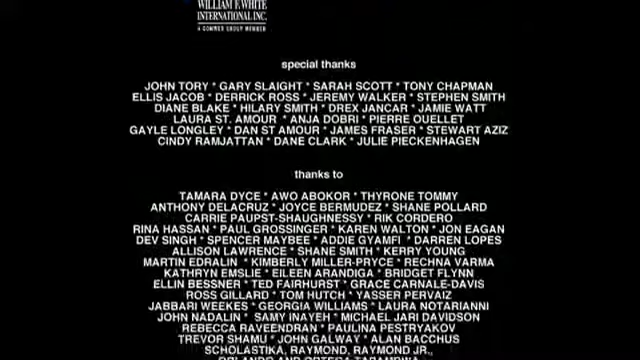 WILLIAM F. WHITE
INTERNATIONAL INC.
A COMWEB GROUP MEMBER
special thanks
JOHN TORY * GARY SLAIGHT * SARAH SCOTT * TONY CHAPMAN
ELLIS JACOB * DERRICK ROSS * JEREMY WALKER * STEPHEN SMITH
DIANE BLAKE * HILARY SMITH * DREX JANCAR * JAMIE WATT
LAURA ST. AMOUR * ANJA DOBRI * PIERRE OUELLET
GAYLE LONGLEY * DAN ST AMOUR * JAMES FRASER * STEWART AZIZ
CINDY RAMJATTAN * DANE CLARK * JULIE PIECKENHAGEN
thanks to
TAMARA DYCE * AWO ABOKOR * THYRONE TOMMY
ANTHONY DELACRUZ * JOYCE BERMUDEZ * SHANE POLLARD
CARRIE PAUPST-SHAUGHNESSY * RIK CORDERO
RINA HASSAN * PAUL GROSSINGER * KAREN WALTON * JON EAGAN
DEV SINGH * SPENCER MAYBEE * ADDIE GYAMFI * DARREN LOPES
ALLISON LAWRENCE * SHANE SMITH * KERRY YOUNG
MARTIN EDRALIN * KIMBERLY MILLER-PRYCE * RECHNA VARMA
KATHRYN EMSLIE * EILEEN ARANDIGA * BRIDGET FLYNN
ELLIN BESSNER * TED FAIRHURST * GRACE CARNALE-DAVIS
ROSS GILLARD * TOM HUTCH * YASSER PERVAIZ
JABBARI WEEKES * GEORGIA WILLIAMS * LAURA NOTARIANNI
JOHN NADALIN * SAMY INAYEH * MICHAEL JARI DAVIDSON
REBECCA RAVEENDRAN * PAULINA PESTRYAKOV
TREVOR SHAMU * JOHN GALWAY * ALAN BACCHUS
SCHOLASTIKA, RAYMOND, RAYMOND JR.,